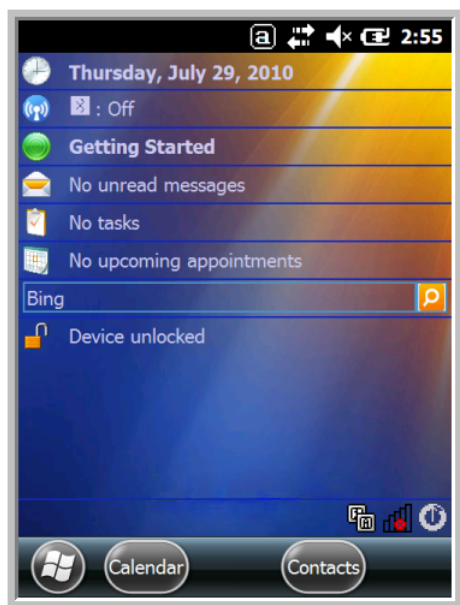 a 2:55
Thursday, July 29, 2010
: Off
Getting Started
No unread messages
No tasks
No upcoming appointments
Bing
Device unlocked
Calendar Contacts